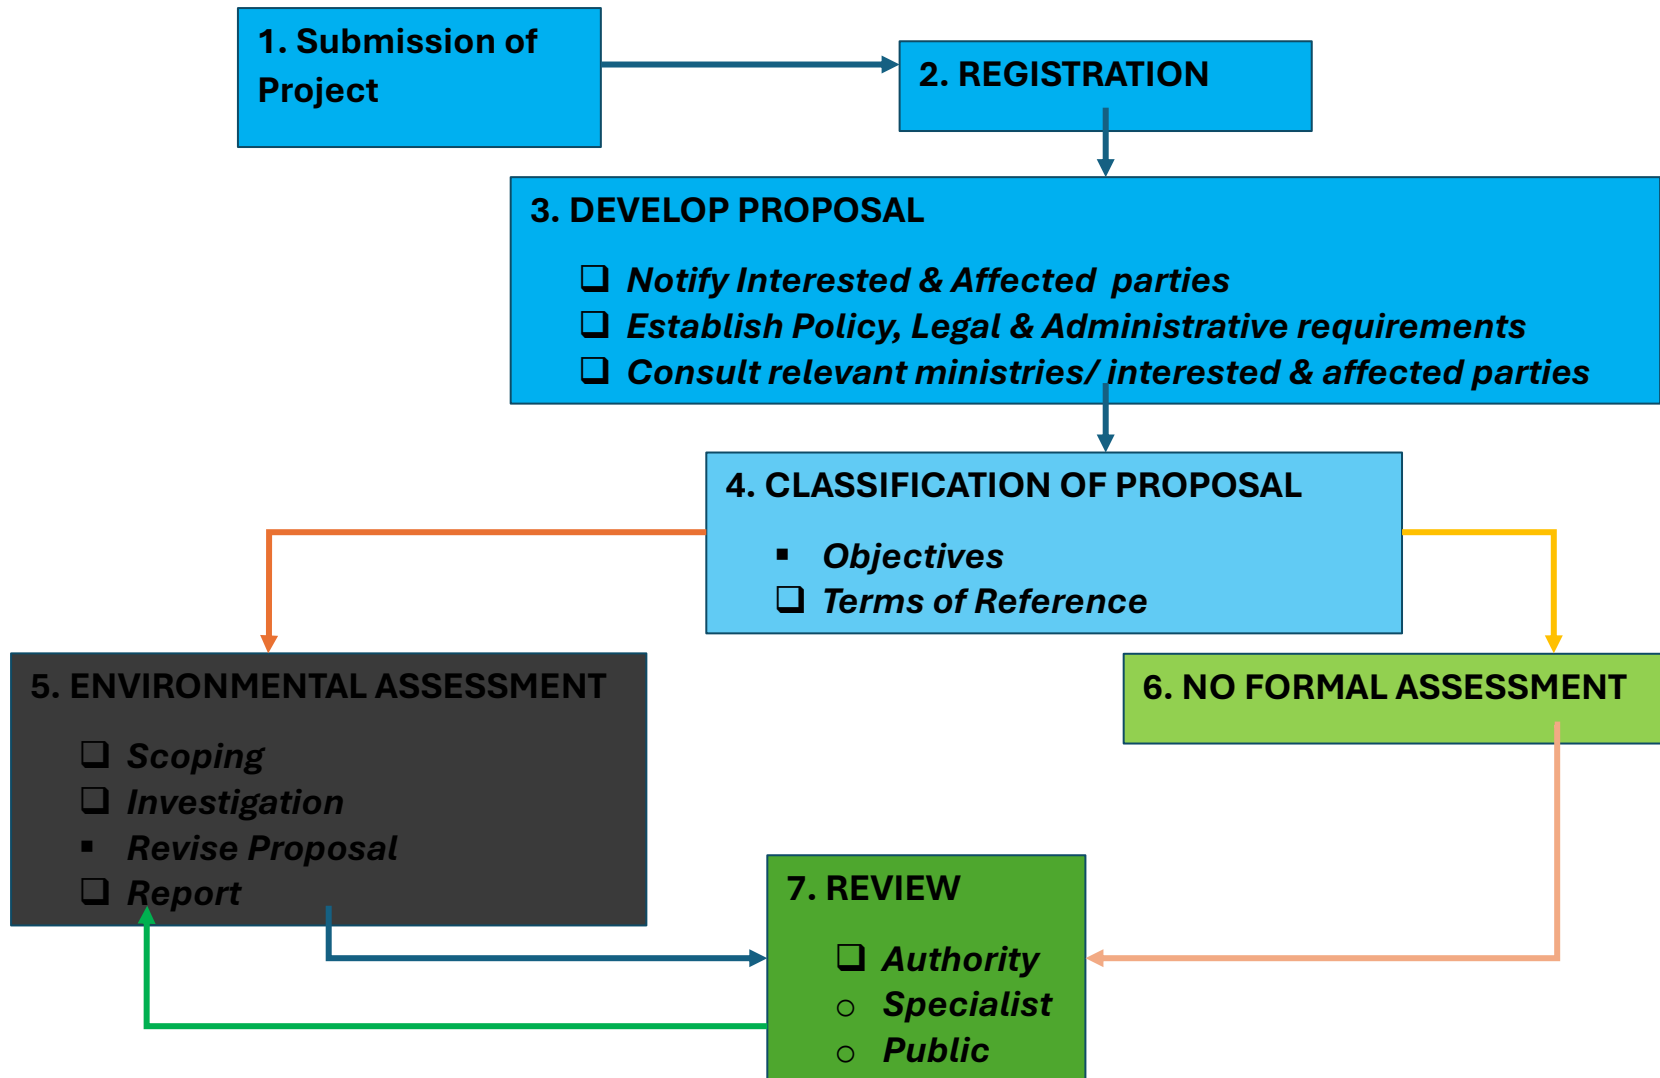 1. Submission of
Project
2. REGISTRATION
3. DEVELOP PROPOSAL
❑ Notify Interested & Affected parties
❑ Establish Policy, Legal & Administrative requirements
❑ Consult relevant ministries/ interested & affected parties
4. CLASSIFICATION OF PROPOSAL
▪ Objectives
❑ Terms of Reference
5. ENVIRONMENTAL ASSESSMENT
❑ Scoping
❑ Investigation
▪ Revise Proposal
❑ Report
6. NO FORMAL ASSESSMENT
7. REVIEW
❑ Authority
○ Specialist
○ Public